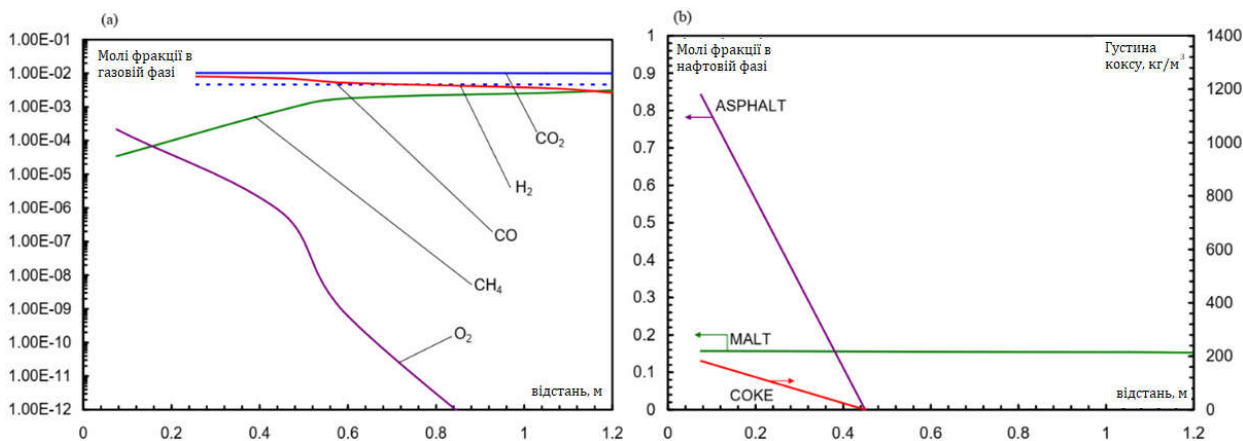 (a)
1.00E-01
1.00E-02
1.00E-03
1.00E-04
1.00E-05
1.00E-06
1.00E-07
1.00E-08
1.00E-09
1.00E-10
1.00E-11
1.00E-12
Молі фракції в
газовій фазі
CO₂
H₂
CO
CH₄
O₂
відстань, м
0
0.2
0.4
0.6
0.8
1
1.2
(b)
1
0.9
0.8
0.7
0.6
0.5
0.4
0.3
0.2
0.1
0
Молі фракції в
нафтовій фазі
Густина
коксу, кг/м³
ASPHALT
MALT
COKE
відстань, м
1400
1200
1000
800
600
400
200
0
0
0.2
0.4
0.6
0.8
1
1.2